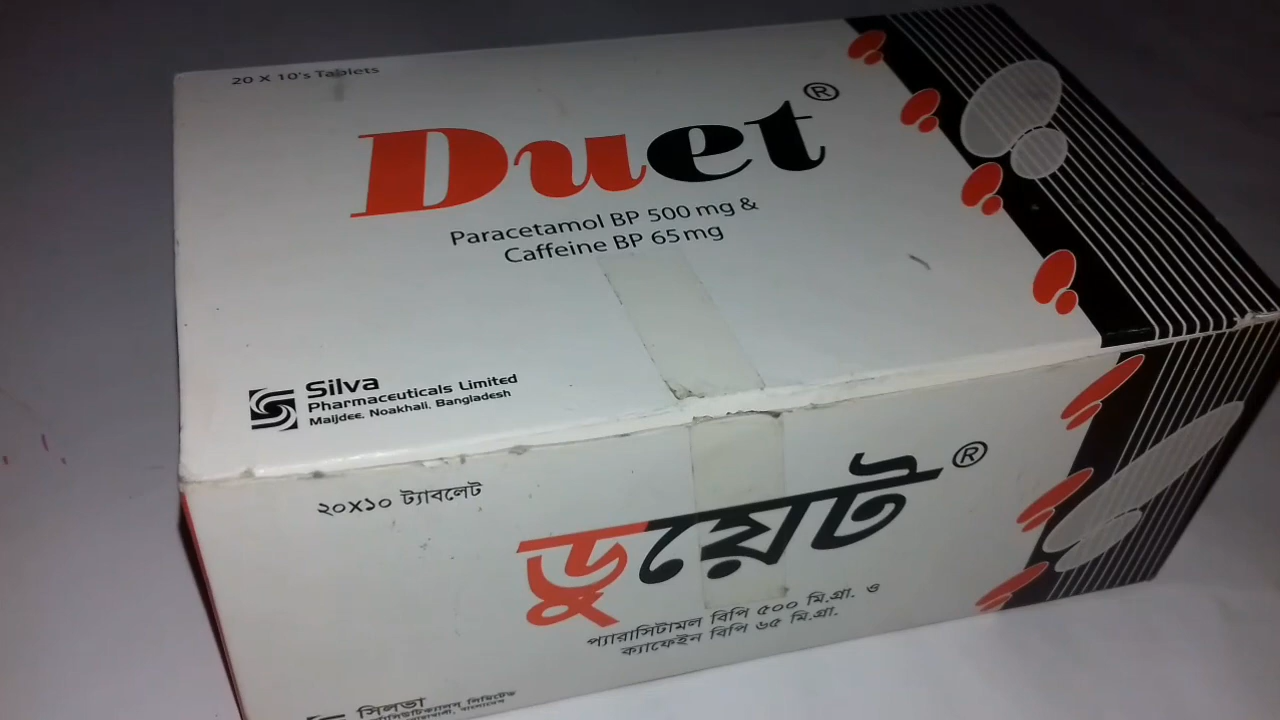 20 X 10's Tablets
Duet®
Paracetamol BP 500 mg &
Caffeine BP 65 mg
Silva
Pharmaceuticals Limited
Maijdee, Noakhali, Bangladesh
২০X১০ ট্যাবলেট
ডুয়েট®
প্যারাসিটামল বিপি ৫০০ মি.গ্রা. ও
ক্যাফেইন বিপি ৬৫ মি.গ্রা.
সিলভা
লিমিটেড